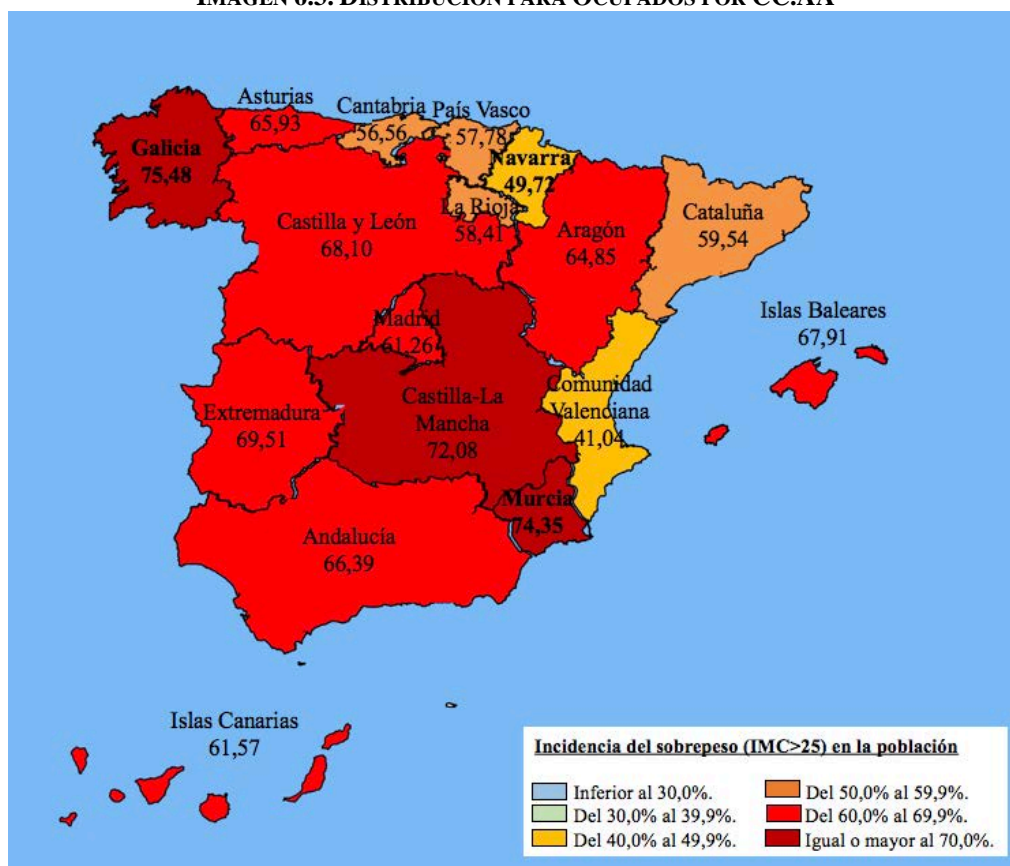 IMAGEN 6.3. DISTRIBUCIÓN PARA OCUPADOS POR CC.AA
Asturias
65,93
Cantabria
56,56
País Vasco
57,78
Galicia
75,48
Navarra
49,72
Castilla y León
68,10
La Rioja
58,41
Aragón
64,85
Cataluña
59,54
Madrid
61,26
Islas Baleares
67,91
Extremadura
69,51
Castilla-La
Mancha
72,08
Comunidad
Valenciana
41,04
Murcia
74,35
Andalucía
66,39
Islas Canarias
61,57
Incidencia del sobrepeso (IMC>25) en la población
Inferior al 30,0%.
Del 30,0% al 39,9%.
Del 40,0% al 49,9%.
Del 50,0% al 59,9%.
Del 60,0% al 69,9%.
Igual o mayor al 70,0%.